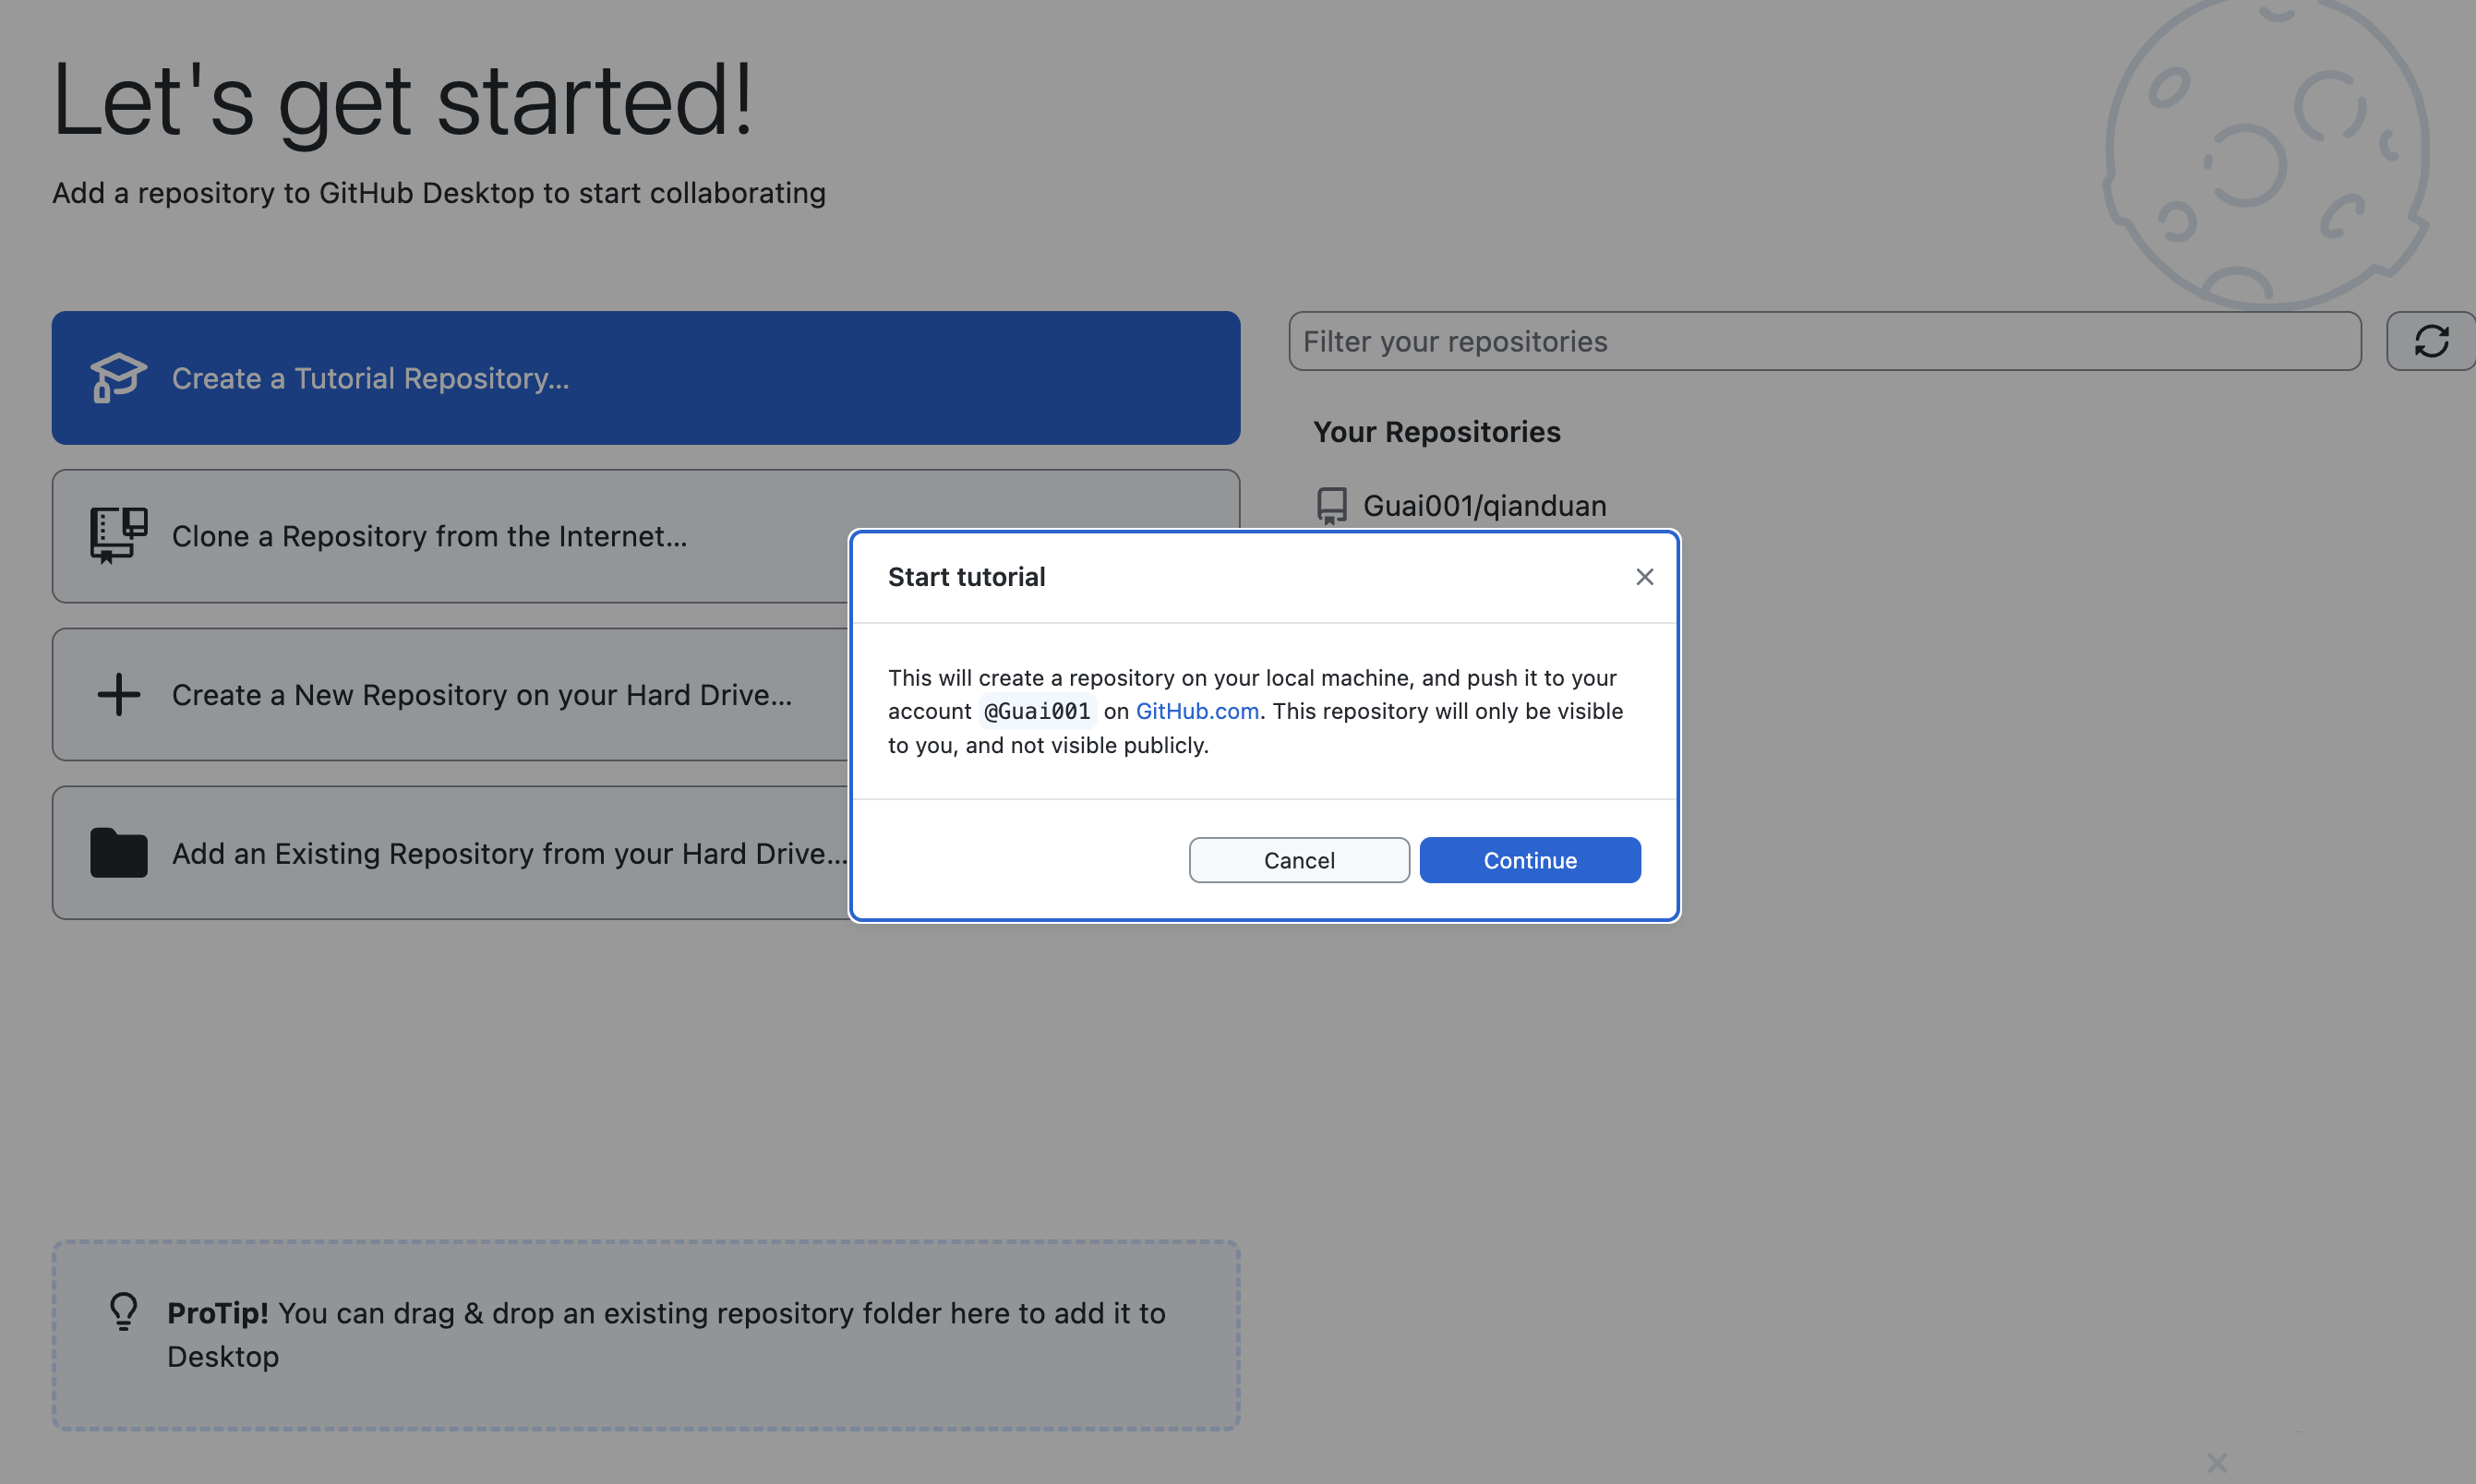 Let's get started!
Add a repository to GitHub Desktop to start collaborating
Create a Tutorial Repository...
Clone a Repository from the Internet...
Create a New Repository on your Hard Drive...
Add an Existing Repository from your Hard Drive...
ProTip! You can drag & drop an existing repository folder here to add it to
Desktop
Filter your repositories
Your Repositories
Guai001/qianduan
Start tutorial
This will create a repository on your local machine, and push it to your
account @Guai001 on GitHub.com. This repository will only be visible
to you, and not visible publicly.
Cancel
Continue